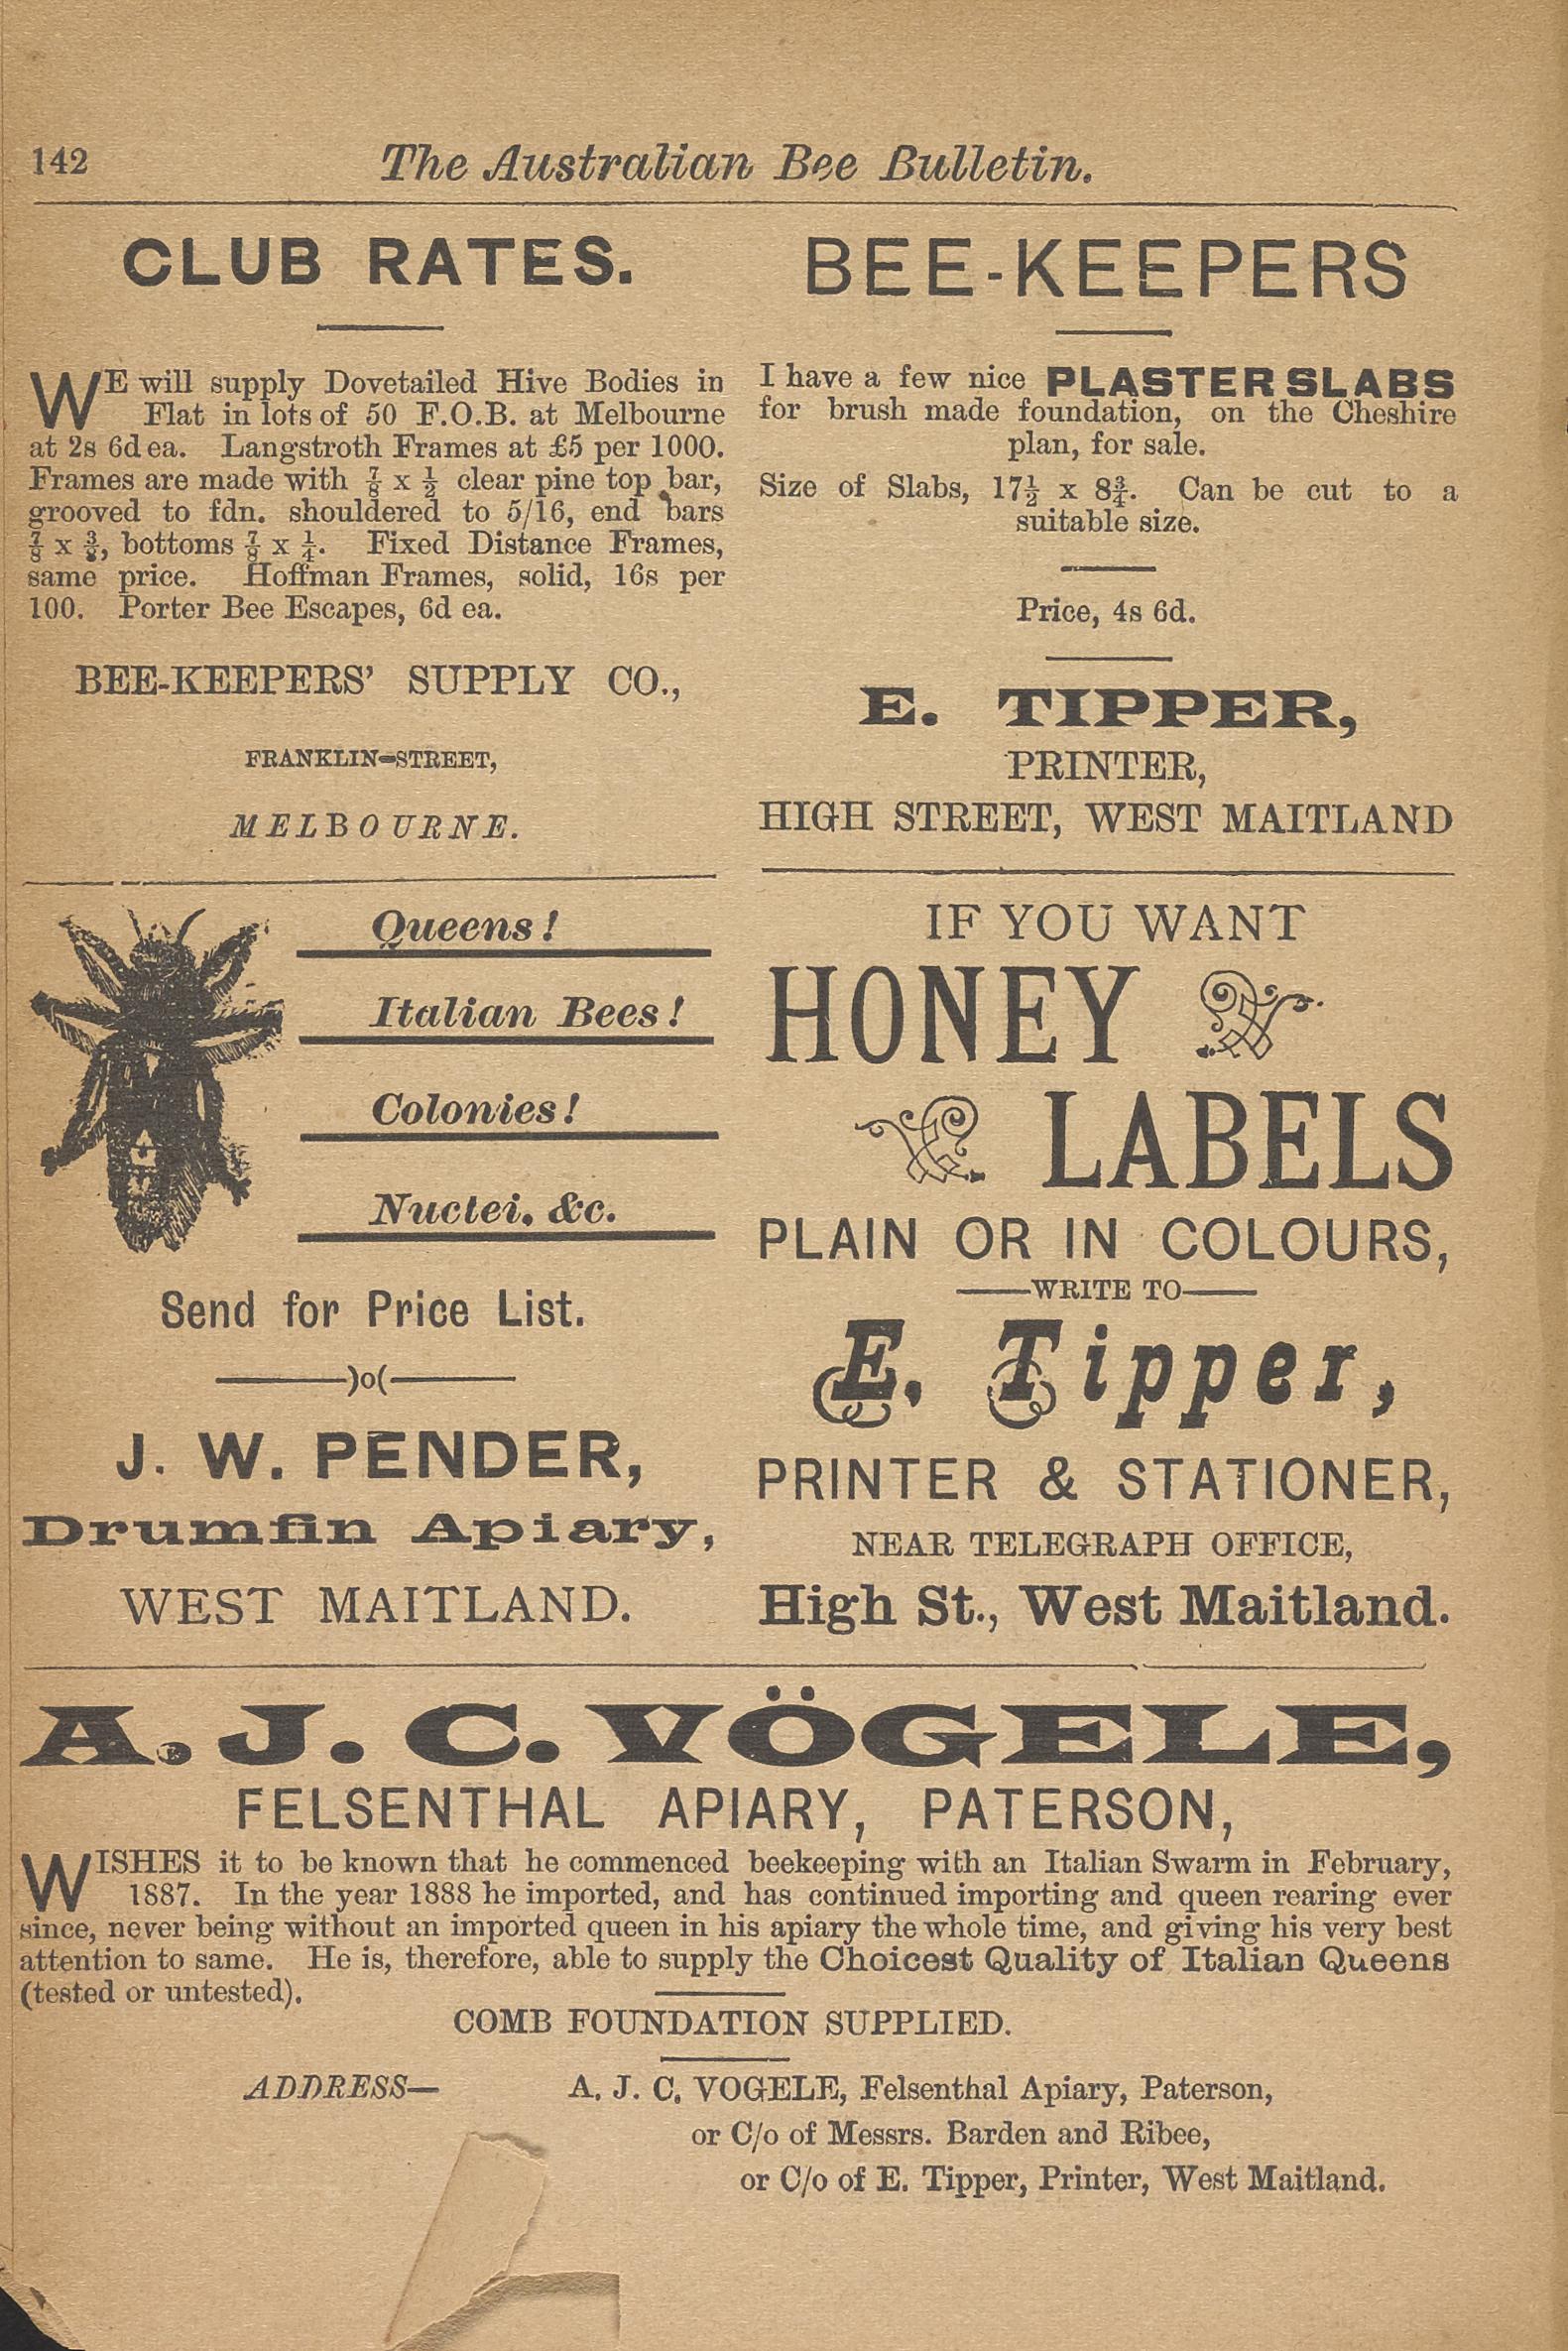 142
The Australian Bee Bulletin.
CLUB RATES.
WE will supply Dovetailed Hive Bodies in
Flat in lots of 50 F.O.B. at Melbourne
at 2s 6d ea. Langstroth Frames at £5 per 1000.
Frames are made with ⅞ x ½ clear pine top bar,
grooved to fdn. shouldered to 5/16, end bars
⅞ x ⅜, bottoms ⅞ x ¼. Fixed Distance Frames,
same price. Hoffman Frames, solid, 16s per
100. Porter Bee Escapes, 6d ea.
BEE-KEEPERS' SUPPLY CO.,
FRANKLIN-STREET,
MELBOURNE.
BEE-KEEPERS
I have a few nice PLASTER SLABS
for brush made foundation, on the Cheshire
plan, for sale.
Size of Slabs, 17½ x 8¾. Can be cut to a
suitable size.
Price, 4s 6d.
E. TIPPER,
PRINTER,
HIGH STREET, WEST MAITLAND
Queens!
Italian Bees!
Colonies!
Nuclei, &c.
Send for Price List.
)o(
J. W. PENDER,
Drumfin Apiary,
WEST MAITLAND.
IF YOU WANT
HONEY
LABELS
PLAIN OR IN COLOURS,
—WRITE TO—
E. Tipper,
PRINTER & STATIONER,
NEAR TELEGRAPH OFFICE,
High St., West Maitland.
A. J. C. VÖGELE,
FELSENTHAL APIARY, PATERSON,
WISHES it to be known that he commenced beekeeping with an Italian Swarm in February,
1887. In the year 1888 he imported, and has continued importing and queen rearing ever
since, never being without an imported queen in his apiary the whole time, and giving his very best
attention to same. He is, therefore, able to supply the Choicest Quality of Italian Queens
(tested or untested).
COMB FOUNDATION SUPPLIED.
ADDRESS— A. J. C. VOGELE, Felsenthal Apiary, Paterson,
or C/o of Messrs. Barden and Ribee,
or C/o of E. Tipper, Printer, West Maitland.